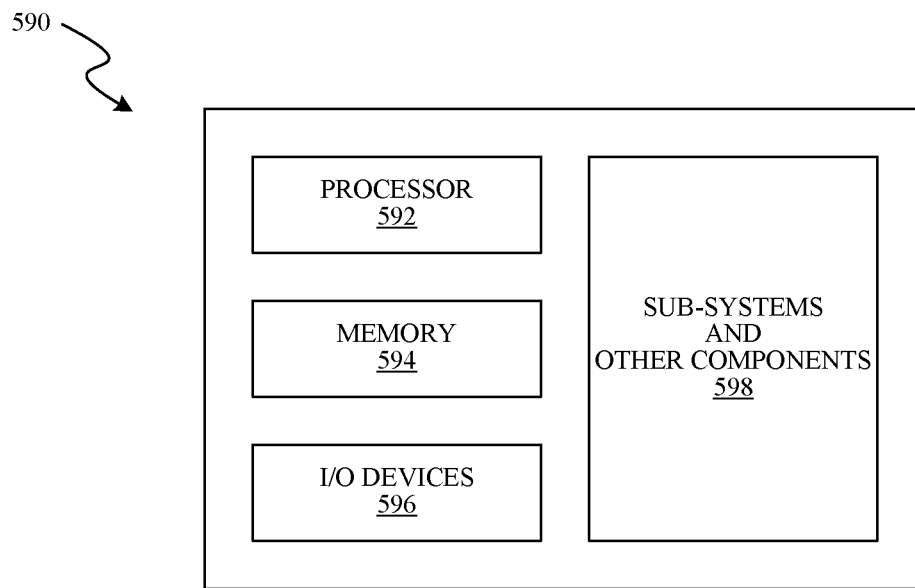 590
PROCESSOR
592
MEMORY
594
I/O DEVICES
596
SUB-SYSTEMS
AND
OTHER COMPONENTS
598